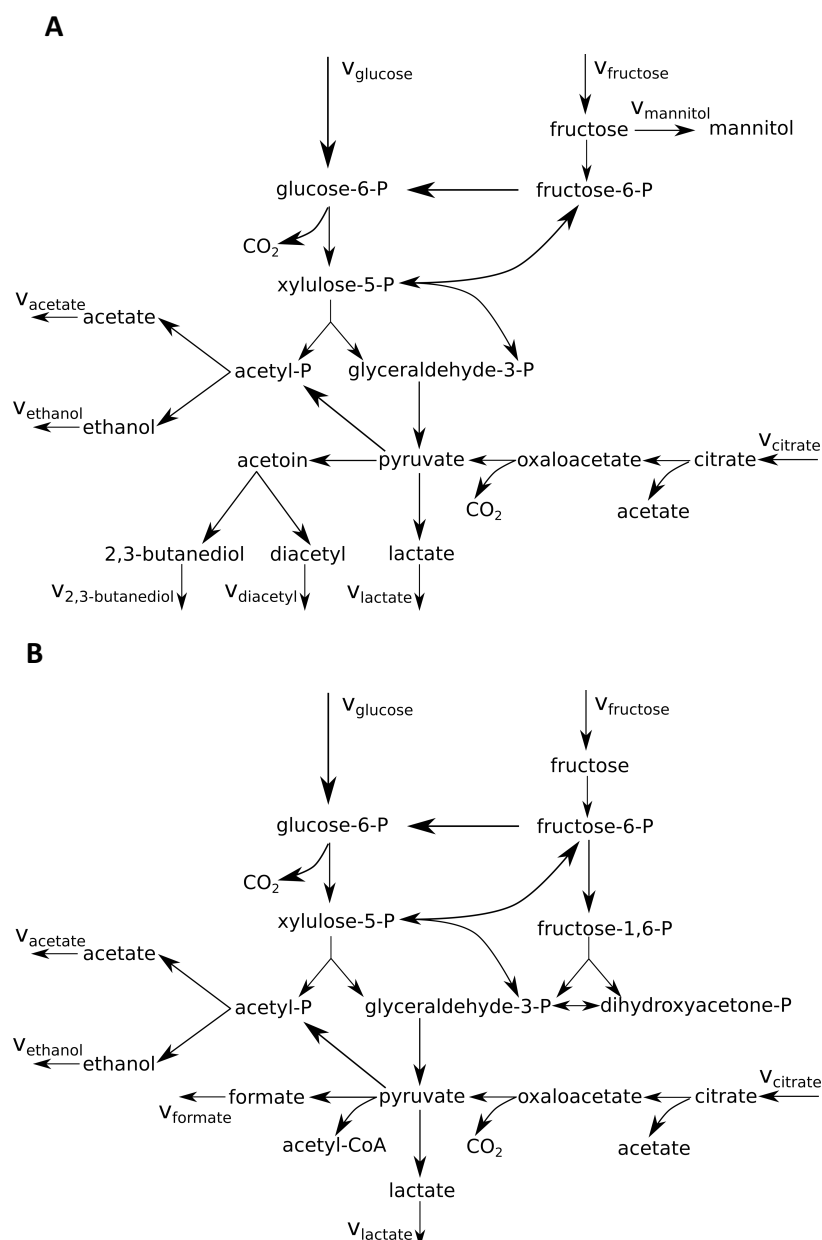 A
v_glucose
v_fructose
v_mannitol
fructose
mannitol
glucose-6-P
fructose-6-P
CO₂
xylulose-5-P
v_acetate
acetate
acetyl-P
glyceraldehyde-3-P
v_ethanol
ethanol
v_citrate
acetoin
pyruvate
oxaloacetate
citrate
CO₂
acetate
2,3-butanediol
diacetyl
lactate
v_2,3-butanediol
v_diacetyl
v_lactate
B
v_glucose
v_fructose
fructose
glucose-6-P
fructose-6-P
CO₂
xylulose-5-P
fructose-1,6-P
v_acetate
acetate
acetyl-P
glyceraldehyde-3-P
dihydroxyacetone-P
v_ethanol
ethanol
v_citrate
v_formate
formate
pyruvate
oxaloacetate
citrate
acetyl-CoA
CO₂
acetate
lactate
v_lactate